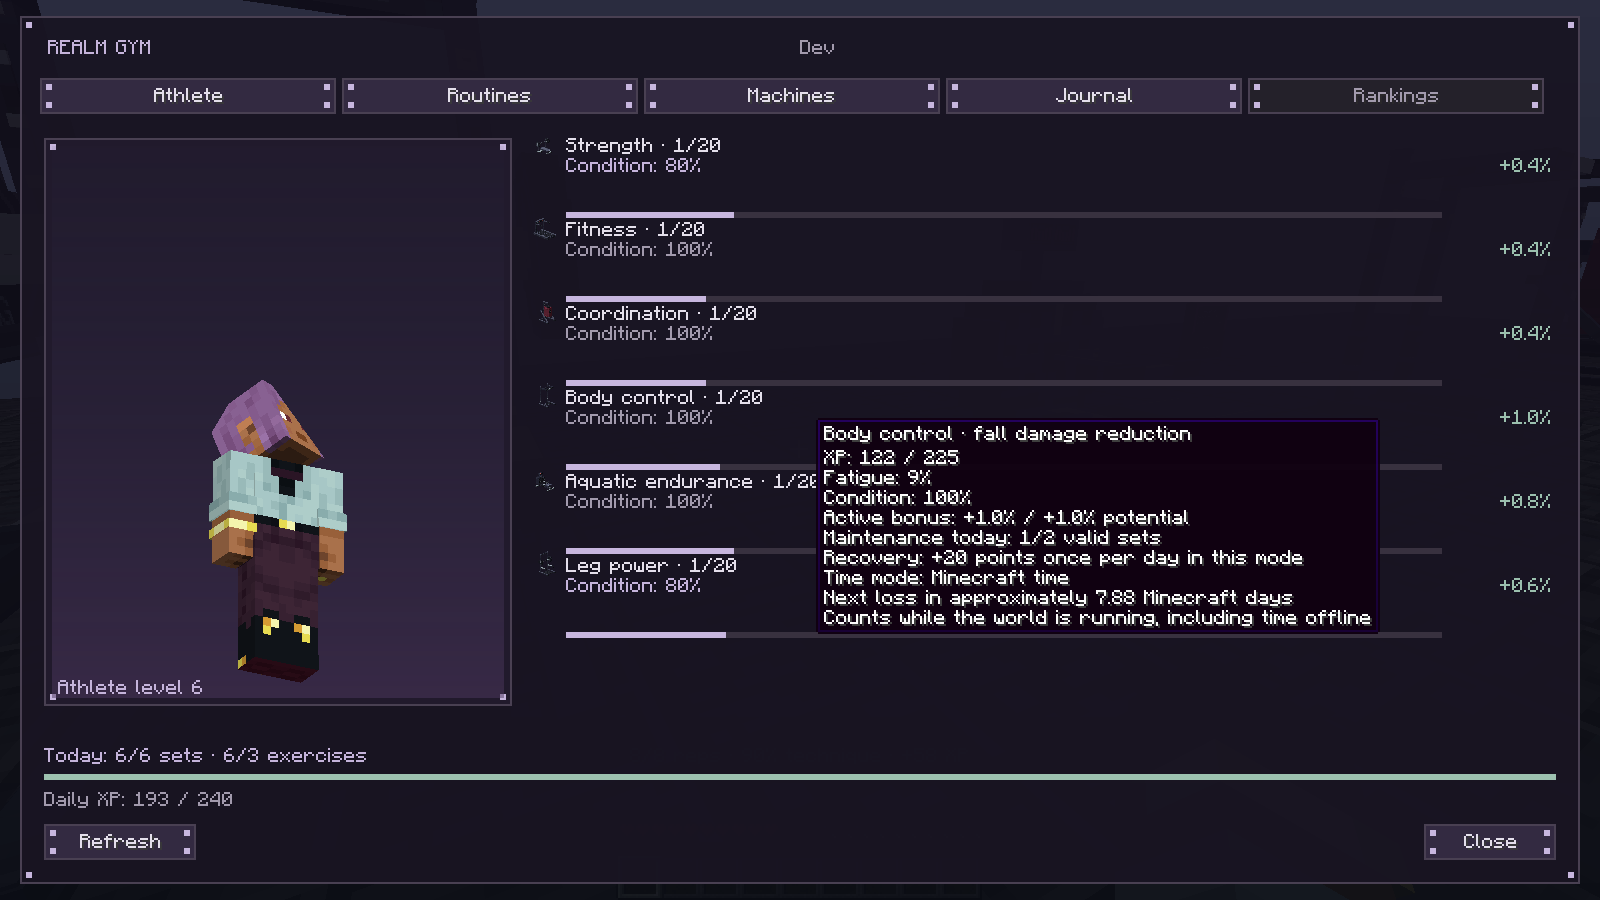 REALM GYM
Dev
Athlete
Routines
Machines
Journal
Rankings
Strength · 1/20
Condition: 80%
+0.4%
Fitness · 1/20
Condition: 100%
+0.4%
Coordination · 1/20
Condition: 100%
+0.4%
Body control · 1/20
Condition: 100%
+1.0%
Aquatic endurance · 1/20
Condition: 100%
+0.8%
Leg power · 1/20
Condition: 80%
+0.6%
Body control · fall damage reduction
XP: 122 / 225
Fatigue: 9%
Condition: 100%
Active bonus: +1.0% / +1.0% potential
Maintenance today: 1/2 valid sets
Recovery: +20 points once per day in this mode
Time mode: Minecraft time
Next loss in approximately 7.88 Minecraft days
Counts while the world is running, including time offline
Athlete level 6
Today: 6/6 sets · 6/3 exercises
Daily XP: 193 / 240
Refresh
Close